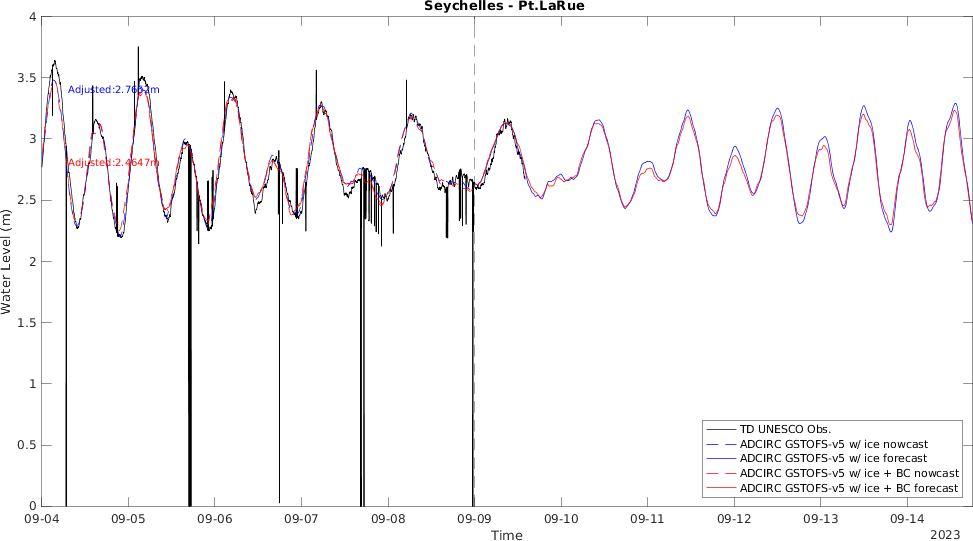 Seychelles - Pt.LaRue
4
3.5
3
2.5
2
1.5
1
0.5
0
Water Level (m)
Adjusted:2.7662m
Adjusted:2.4647m
TD UNESCO Obs.
ADCIRC GSTOFS-v5 w/ ice nowcast
ADCIRC GSTOFS-v5 w/ ice forecast
ADCIRC GSTOFS-v5 w/ ice + BC nowcast
ADCIRC GSTOFS-v5 w/ ice + BC forecast
09-04 09-05 09-06 09-07 09-08 09-09 09-10 09-11 09-12 09-13 09-14
Time
2023